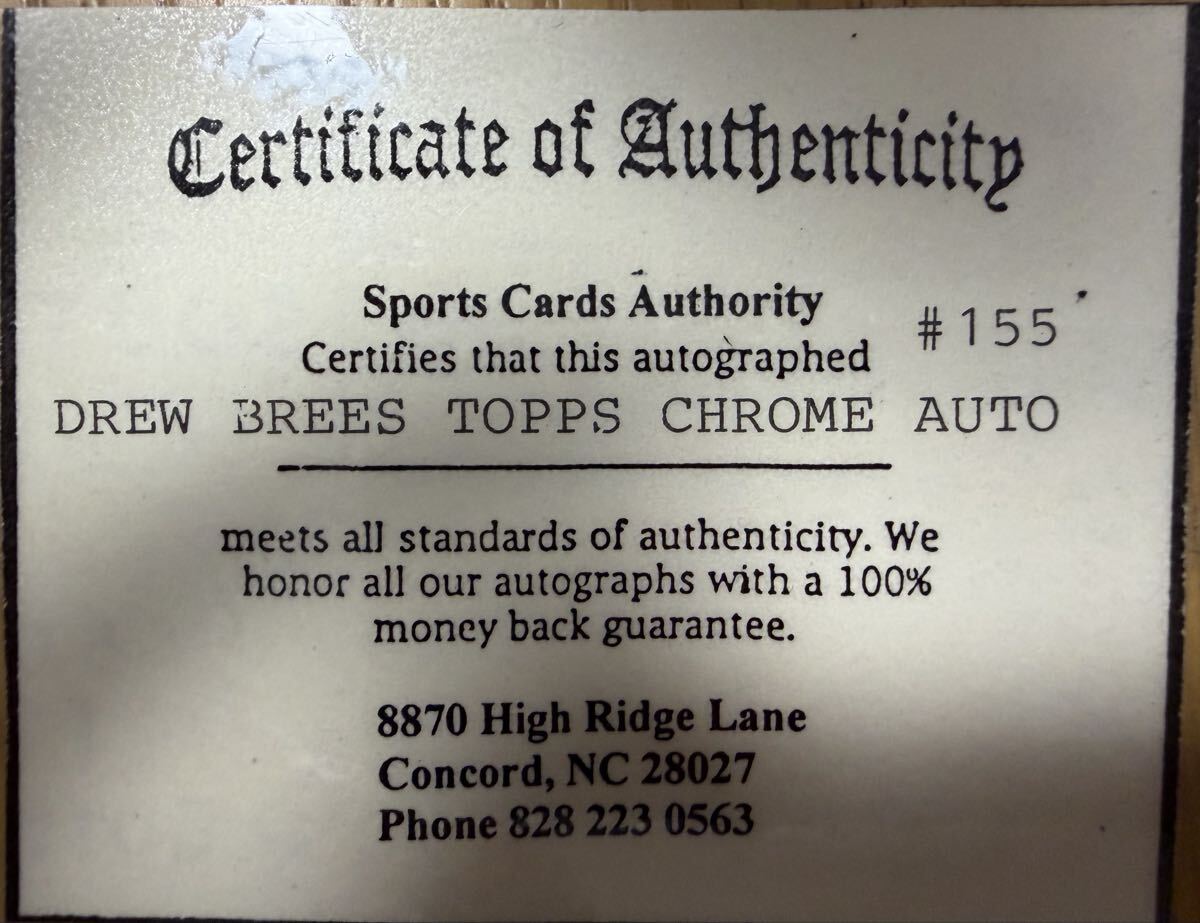 Certificate of Authenticity
Sports Cards Authority
#155
Certifies that this autographed
DREW BREES TOPPS CHROME AUTO
meets all standards of authenticity. We
honor all our autographs with a 100%
money back guarantee.
8870 High Ridge Lane
Concord, NC 28027
Phone 828 223 0563